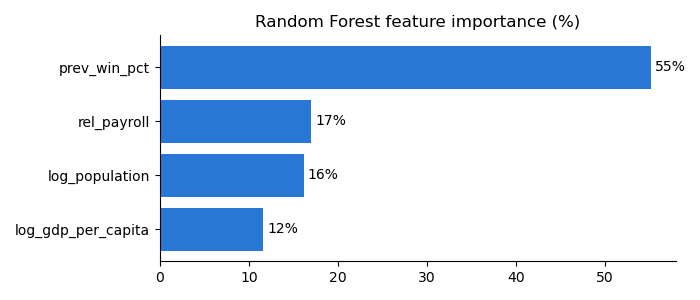 Random Forest feature importance (%)
prev_win_pct 55%
rel_payroll 17%
log_population 16%
log_gdp_per_capita 12%
0 10 20 30 40 50